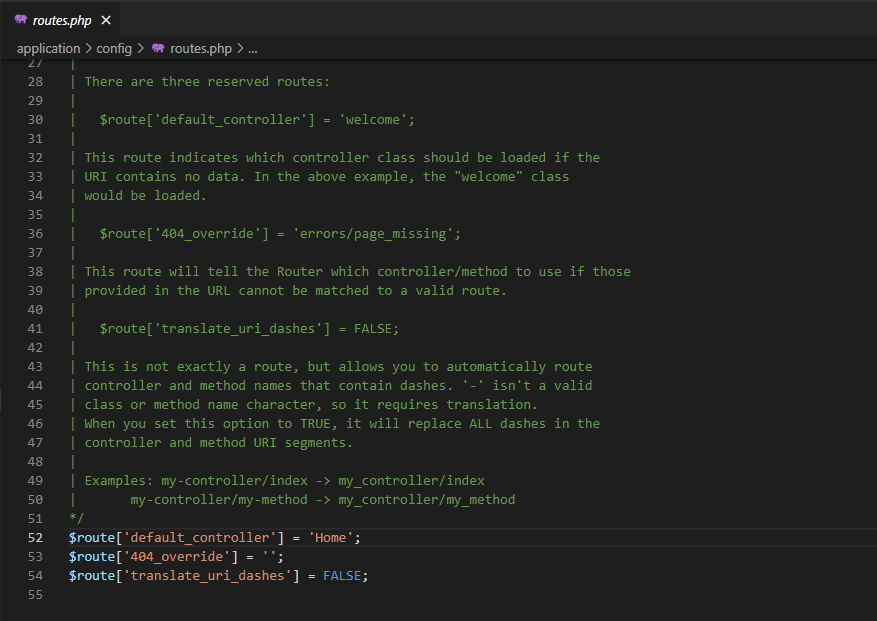 routes.php
application > config > routes.php > ...
27 |
28 | There are three reserved routes:
29 |
30 |   $route['default_controller'] = 'welcome';
31 |
32 | This route indicates which controller class should be loaded if the
33 | URI contains no data. In the above example, the "welcome" class
34 | would be loaded.
35 |
36 |   $route['404_override'] = 'errors/page_missing';
37 |
38 | This route will tell the Router which controller/method to use if those
39 | provided in the URL cannot be matched to a valid route.
40 |
41 |   $route['translate_uri_dashes'] = FALSE;
42 |
43 | This is not exactly a route, but allows you to automatically route
44 | controller and method names that contain dashes. '-' isn't a valid
45 | class or method name character, so it requires translation.
46 | When you set this option to TRUE, it will replace ALL dashes in the
47 | controller and method URI segments.
48 |
49 | Examples: my-controller/index -> my_controller/index
50 |       my-controller/my-method -> my_controller/my_method
51 */
52 $route['default_controller'] = 'Home';
53 $route['404_override'] = '';
54 $route['translate_uri_dashes'] = FALSE;
55